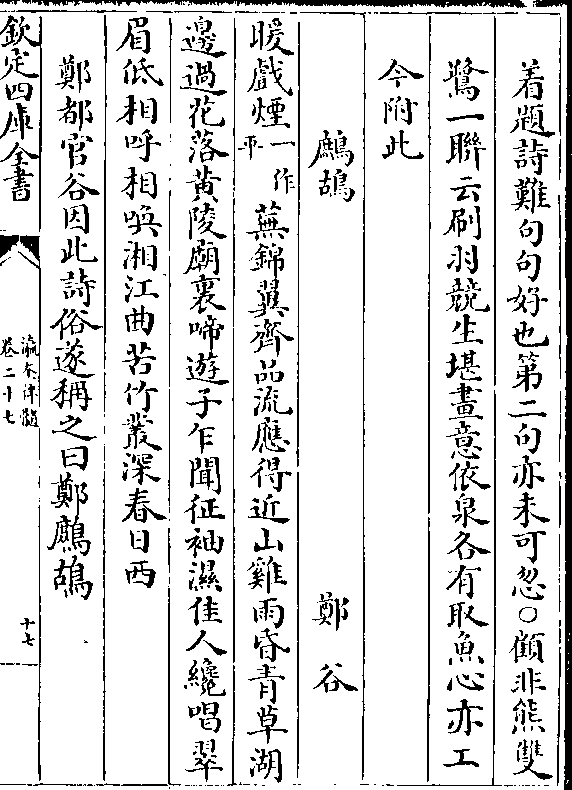 着題詩難句句好也第二句亦未可忽○顧非熊雙
鷺一聯云刷羽競生堪畫意依泉各有取魚心亦工
今附此
鷓鴣 鄭谷
暖戲煙一作平蕪錦翼齊品流應得近山雞雨昏青草湖
邊過花落黄陵廟裏啼遊子乍聞征袖濕佳人纔唱翠
眉低相呼相喚湘江曲苦竹叢深春日西
鄭都官谷因此詩俗遂稱之曰鄭鷓鴣
欽定四庫全書
瀛奎律髓
卷二十七
十七